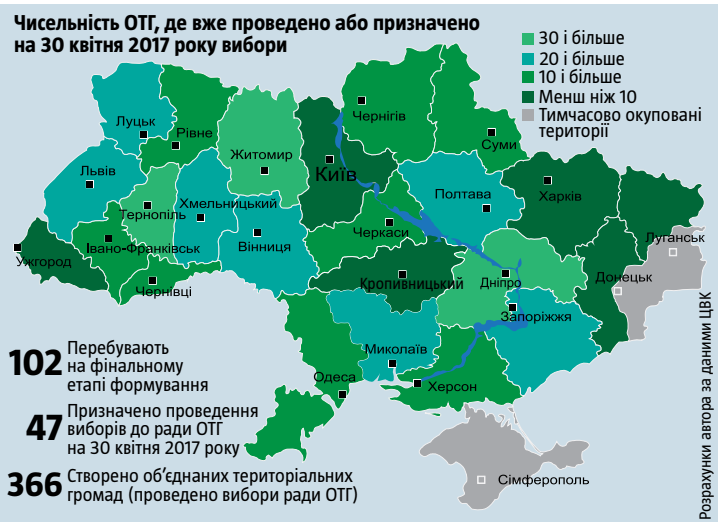 Чисельність ОТГ, де вже проведено або призначено
на 30 квітня 2017 року вибори
30 і більше
20 і більше
10 і більше
Менш ніж 10
Тимчасово окуповані
території
Луцьк
Рівне
Житомир
Київ
Чернігів
Суми
Львів
Тернопіль
Хмельницький
Полтава
Харків
Луганськ
Ужгород
Івано-Франківськ
Вінниця
Черкаси
Чернівці
Кропивницький
Дніпро
Донецьк
Запоріжжя
Миколаїв
Одеса
Херсон
Сімферополь
102 Перебувають
на фінальному
етапі формування
47 Призначено проведення
виборів до ради ОТГ
на 30 квітня 2017 року
366 Створено об’єднаних територіальних
громад (проведено вибори ради ОТГ)
Розрахунки автора за даними ЦВК